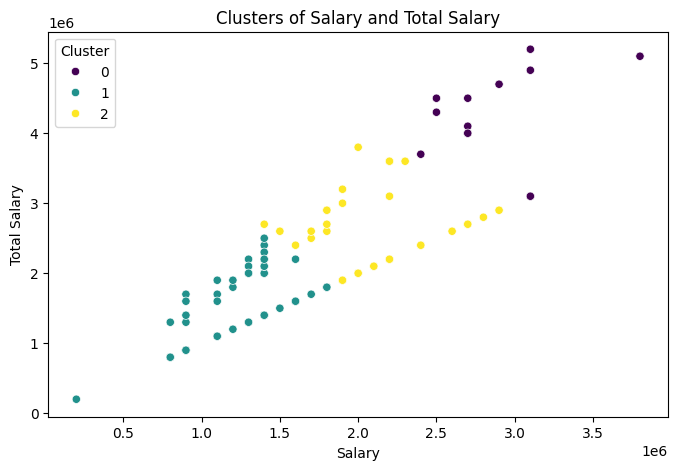 Clusters of Salary and Total Salary
1e6
Cluster
0
1
2
5
4
3
2
1
0
Total Salary
0.5 1.0 1.5 2.0 2.5 3.0 3.5
Salary
1e6